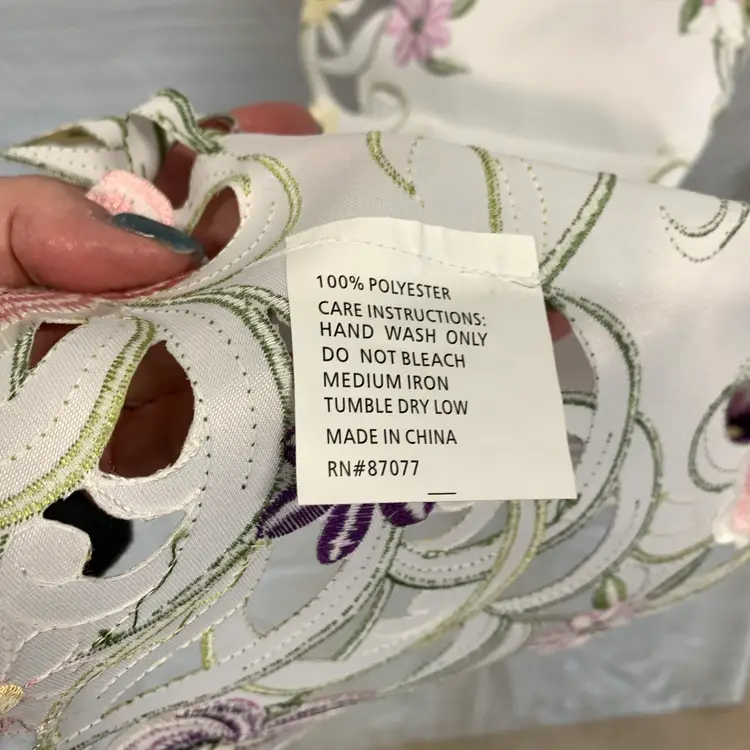 100% POLYESTER
CARE INSTRUCTIONS:
HAND WASH ONLY
DO NOT BLEACH
MEDIUM IRON
TUMBLE DRY LOW
MADE IN CHINA
RN#87077